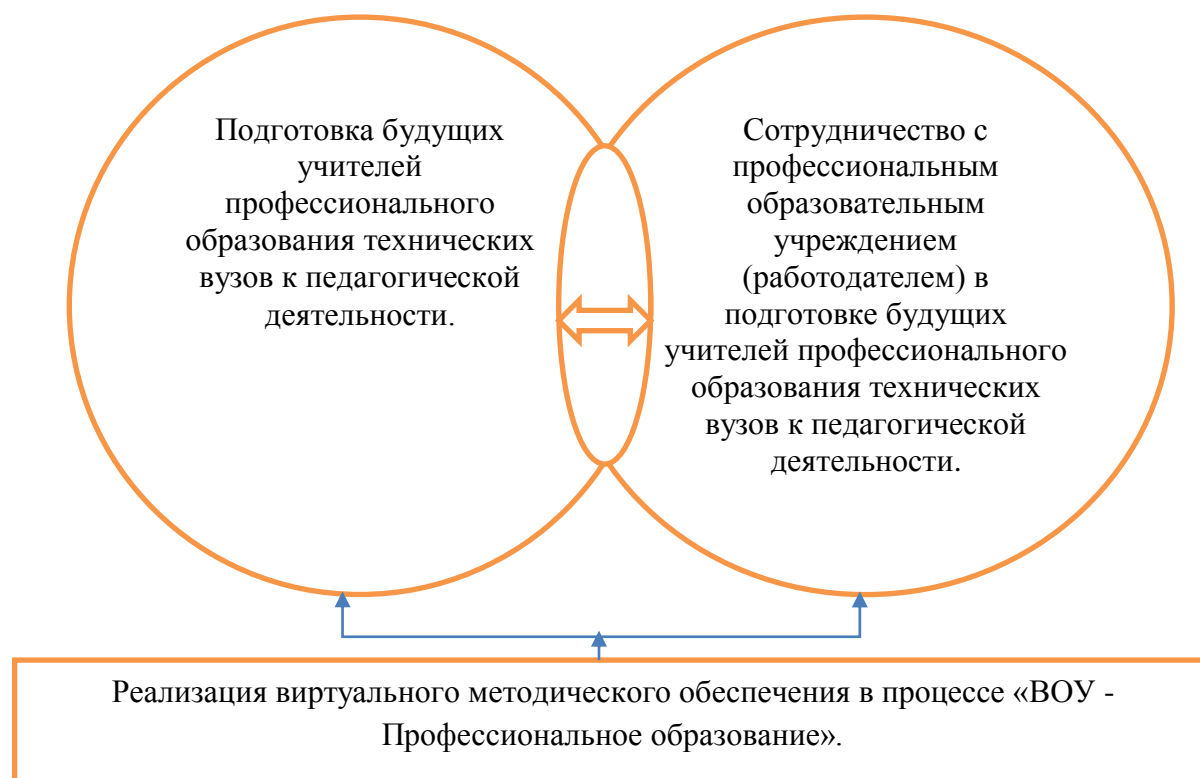 Подготовка будущих
учителей
профессионального
образования технических
вузов к педагогической
деятельности.
Сотрудничество с
профессиональным
образовательным
учреждением
(работодателем) в
подготовке будущих
учителей профессионального
образования технических
вузов к педагогической
деятельности.
Реализация виртуального методического обеспечения в процессе «ВОУ -
Профессиональное образование».